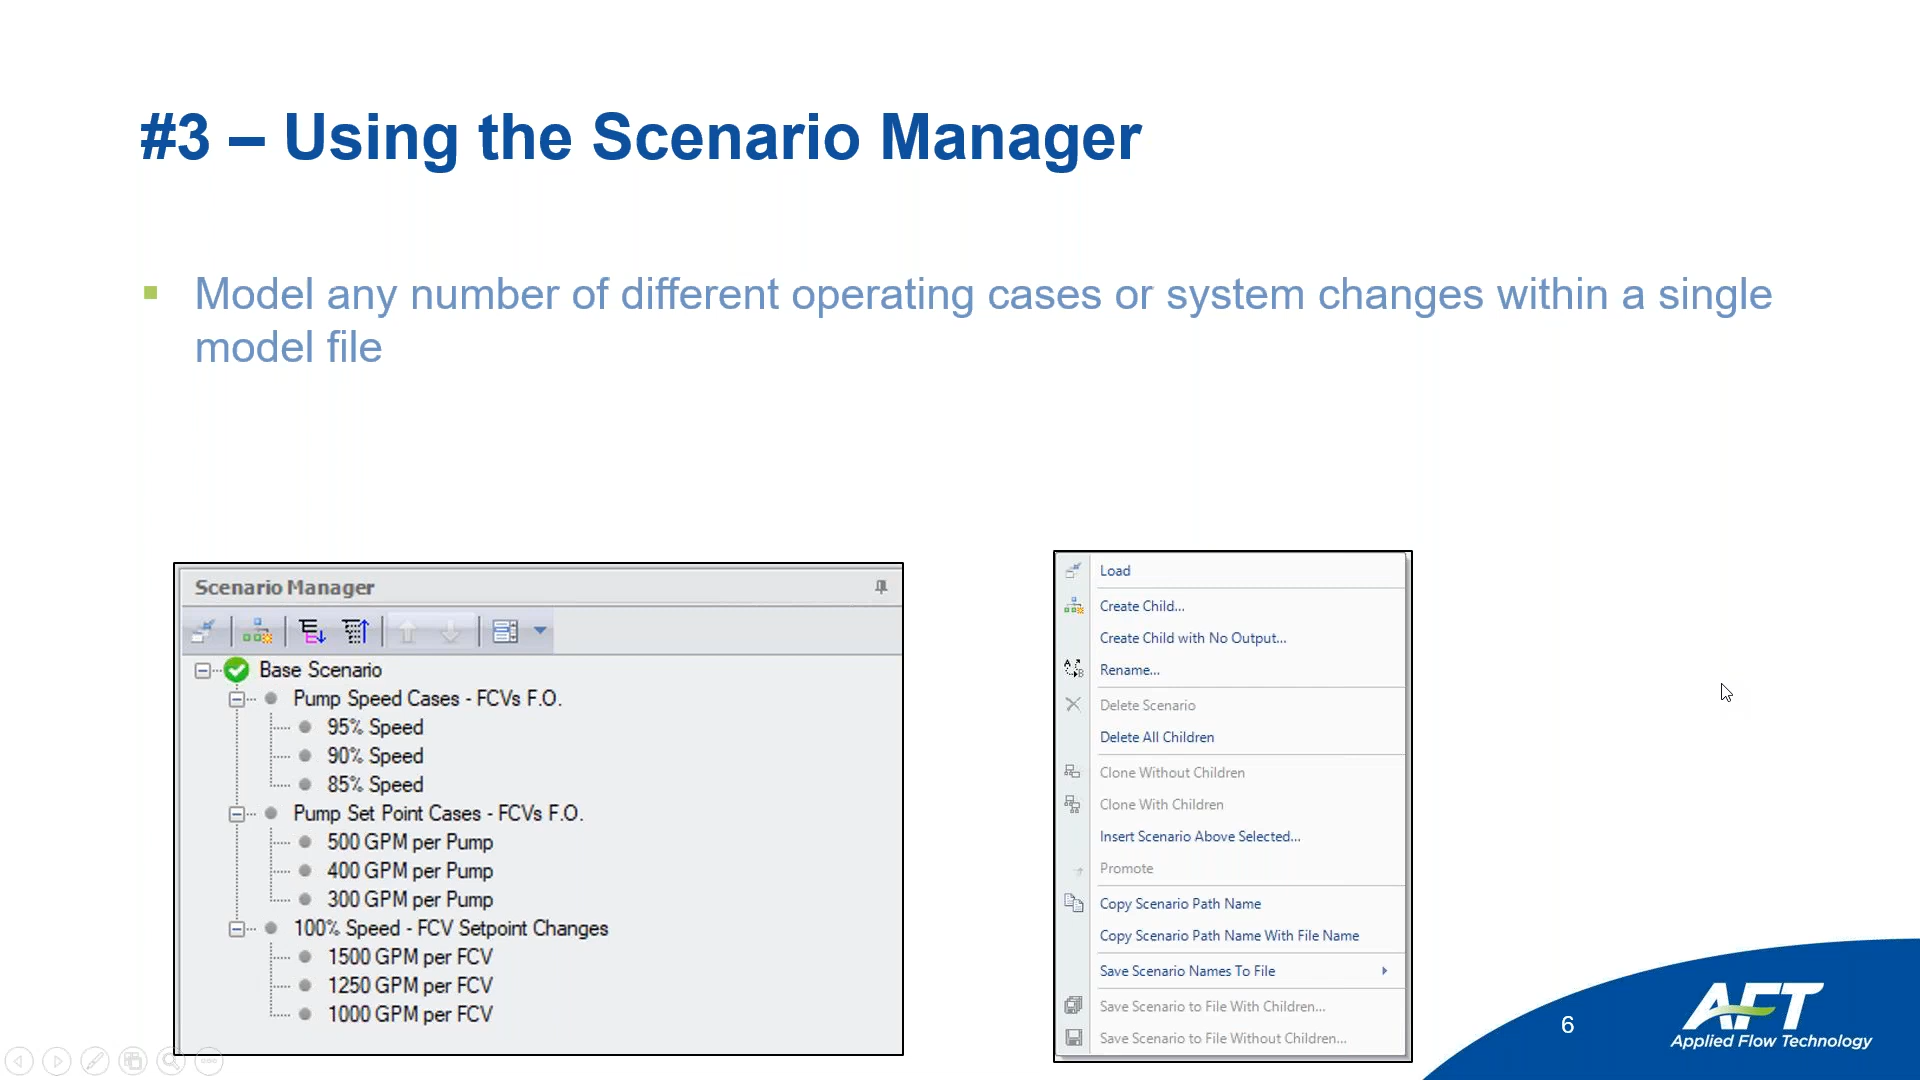 #3 – Using the Scenario Manager
▪ Model any number of different operating cases or system changes within a single
model file
Scenario Manager
Base Scenario
Pump Speed Cases - FCVs F.O.
95% Speed
90% Speed
85% Speed
Pump Set Point Cases - FCVs F.O.
500 GPM per Pump
400 GPM per Pump
300 GPM per Pump
100% Speed - FCV Setpoint Changes
1500 GPM per FCV
1250 GPM per FCV
1000 GPM per FCV
Load
Create Child...
Create Child with No Output...
Rename...
Delete Scenario
Delete All Children
Clone Without Children
Clone With Children
Insert Scenario Above Selected...
Promote
Copy Scenario Path Name
Copy Scenario Path Name With File Name
Save Scenario Names To File
Save Scenario to File With Children...
Save Scenario to File Without Children...
6
AFT
Applied Flow Technology